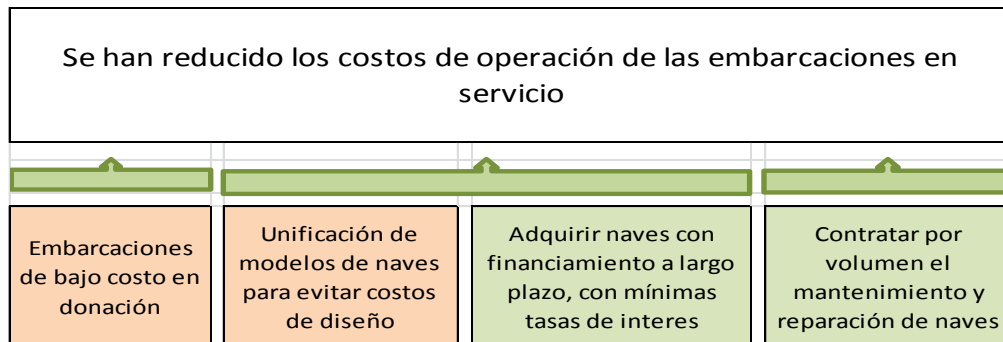 Se han reducido los costos de operación de las embarcaciones en
servicio
Embarcaciones
de bajo costo en
donación
Unificación de
modelos de naves
para evitar costos
de diseño
Adquirir naves con
financiamiento a largo
plazo, con mínimas
tasas de interes
Contratar por
volumen el
mantenimiento y
reparación de naves